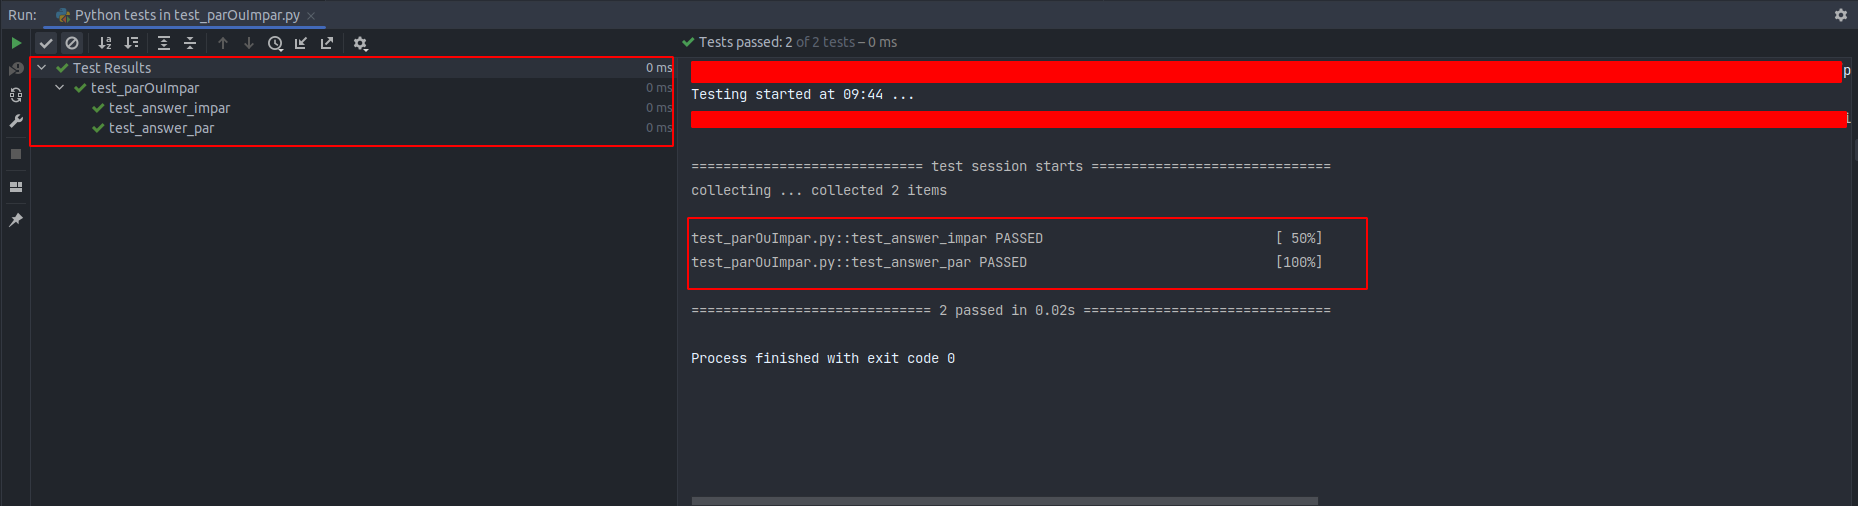 Run: Python tests in test_parOuImpar.py
Tests passed: 2 of 2 tests – 0 ms
Test Results 0 ms
test_parOuImpar 0 ms
test_answer_impar 0 ms
test_answer_par 0 ms
Testing started at 09:44 ...
============================= test session starts ==============================
collecting ... collected 2 items
test_parOuImpar.py::test_answer_impar PASSED [ 50%]
test_parOuImpar.py::test_answer_par PASSED [100%]
============================== 2 passed in 0.02s ===============================
Process finished with exit code 0